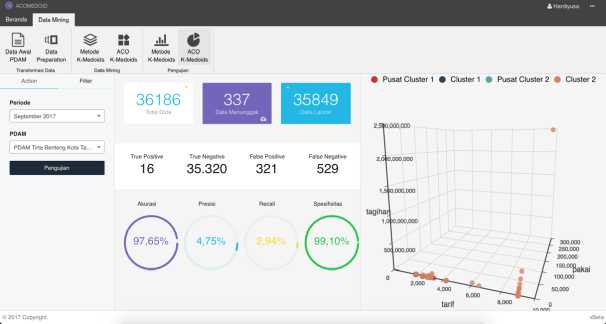 ACOMEDOID
Hardiyusa
Beranda Data Mining
Data Awal PDAM
Data Preparation
Metode K-Medoids
ACO K-Medoids
Metode K-Medoids
ACO K-Medoids
Transformasi Data
Data Mining
Pengujian
Action Filter
Periode
September 2017
PDAM
PDAM Tirta Benteng Kota Ta...
Pengujian
36186
Total Data
337
Data Menunggak
35849
Data Lancar
True Positive
16
True Negative
35.320
False Positive
321
False Negative
529
Akurasi
97,65%
Presisi
4,75%
Recall
2,94%
Spesifisitas
99,10%
Pusat Cluster 1 Cluster 1 Pusat Cluster 2 Cluster 2
2,500,000,000
2,000,000,000
1,500,000,000
tagihan
1,000,000,000
500,000,000
0
2,000
4,000
6,000
8,000
10,000
tarif
300,000
250,000
200,000
150,000
100,000
50,000
0
pakai
© 2017 Copyright.
vBeta